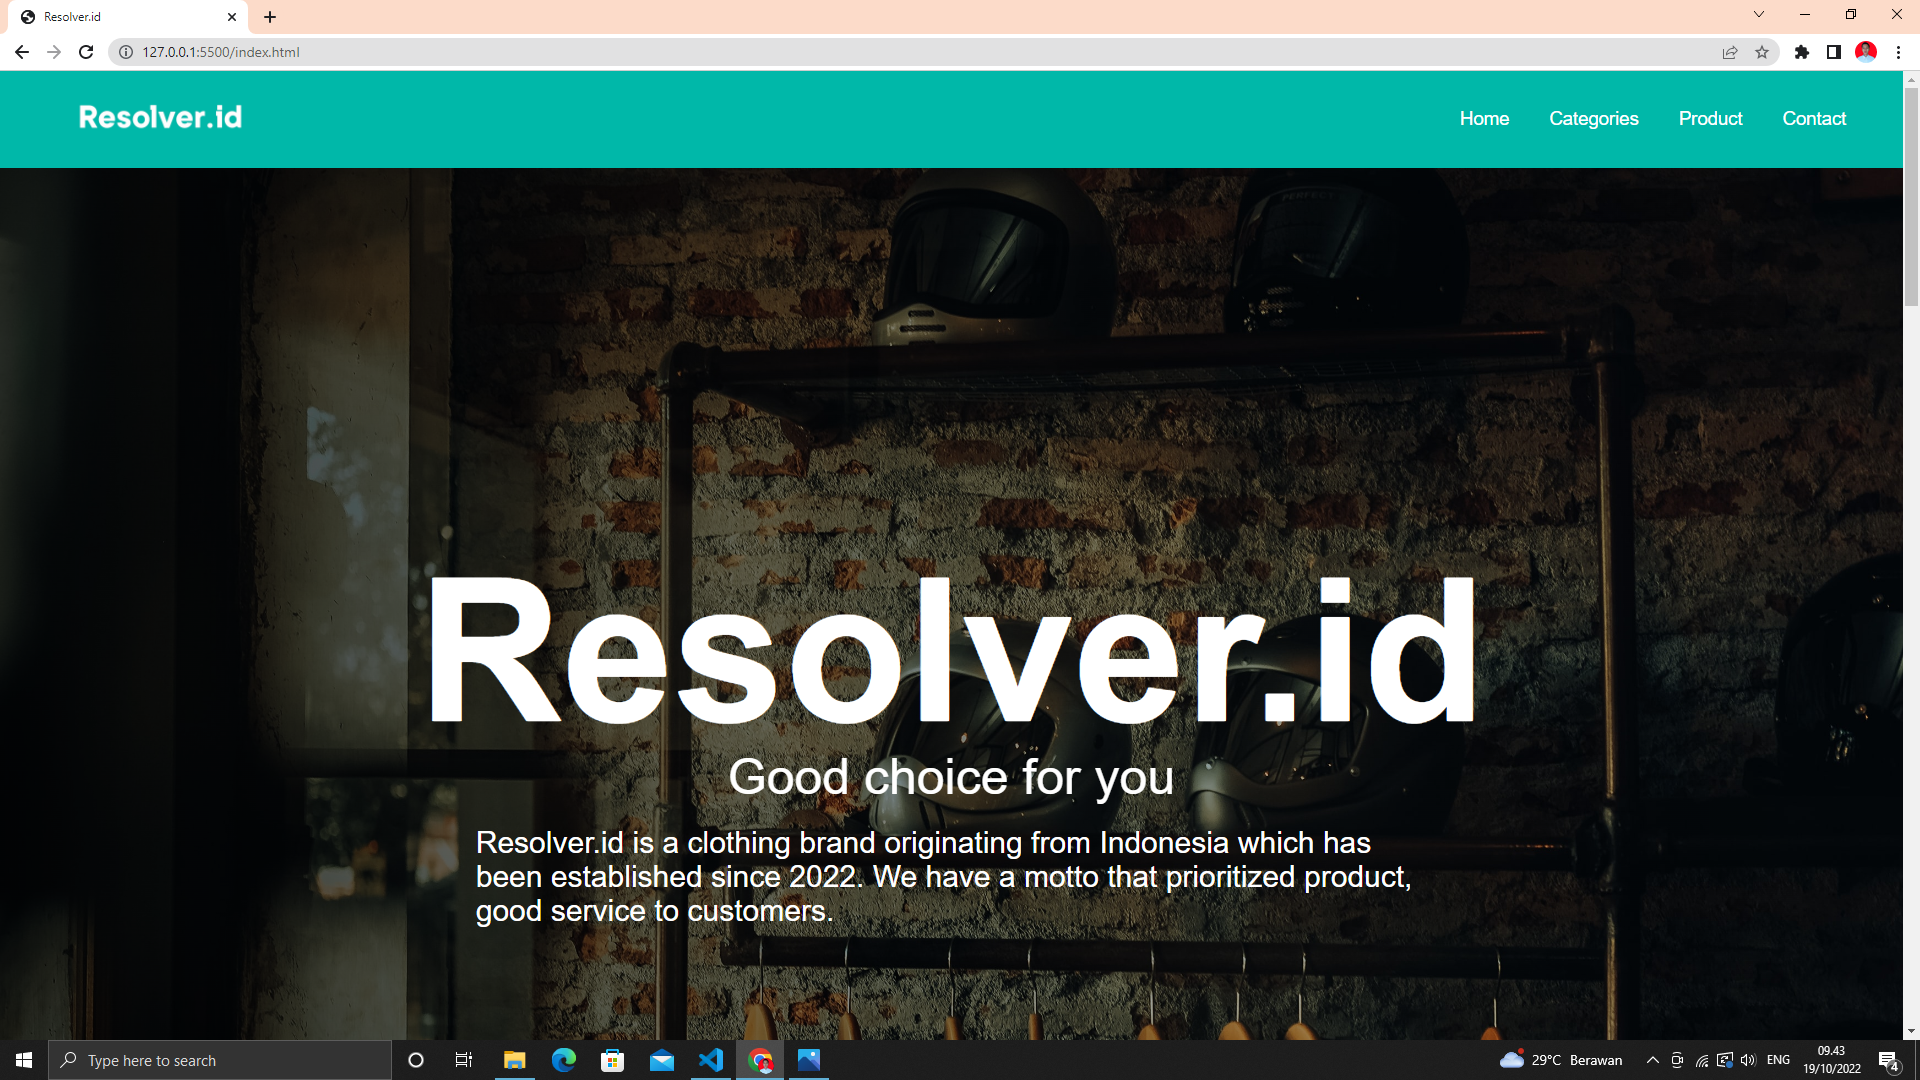 Resolver.id
127.0.0.1:5500/index.html
Resolver.id
Home Categories Product Contact
PERFECT
Resolver.id
Good choice for you
Resolver.id is a clothing brand originating from Indonesia which has
been established since 2022. We have a motto that prioritized product,
good service to customers.
Type here to search
29°C Berawan
ENG
09.43
19/10/2022
4